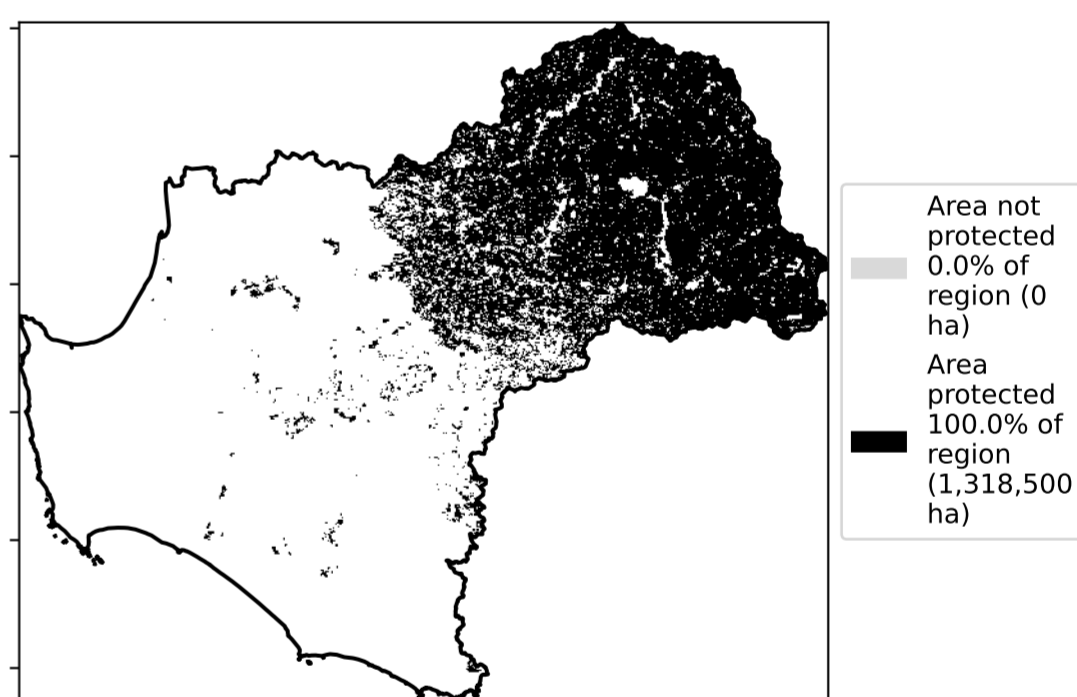 Area not
protected
0.0% of
region (0
ha)
Area
protected
100.0% of
region
(1,318,500
ha)